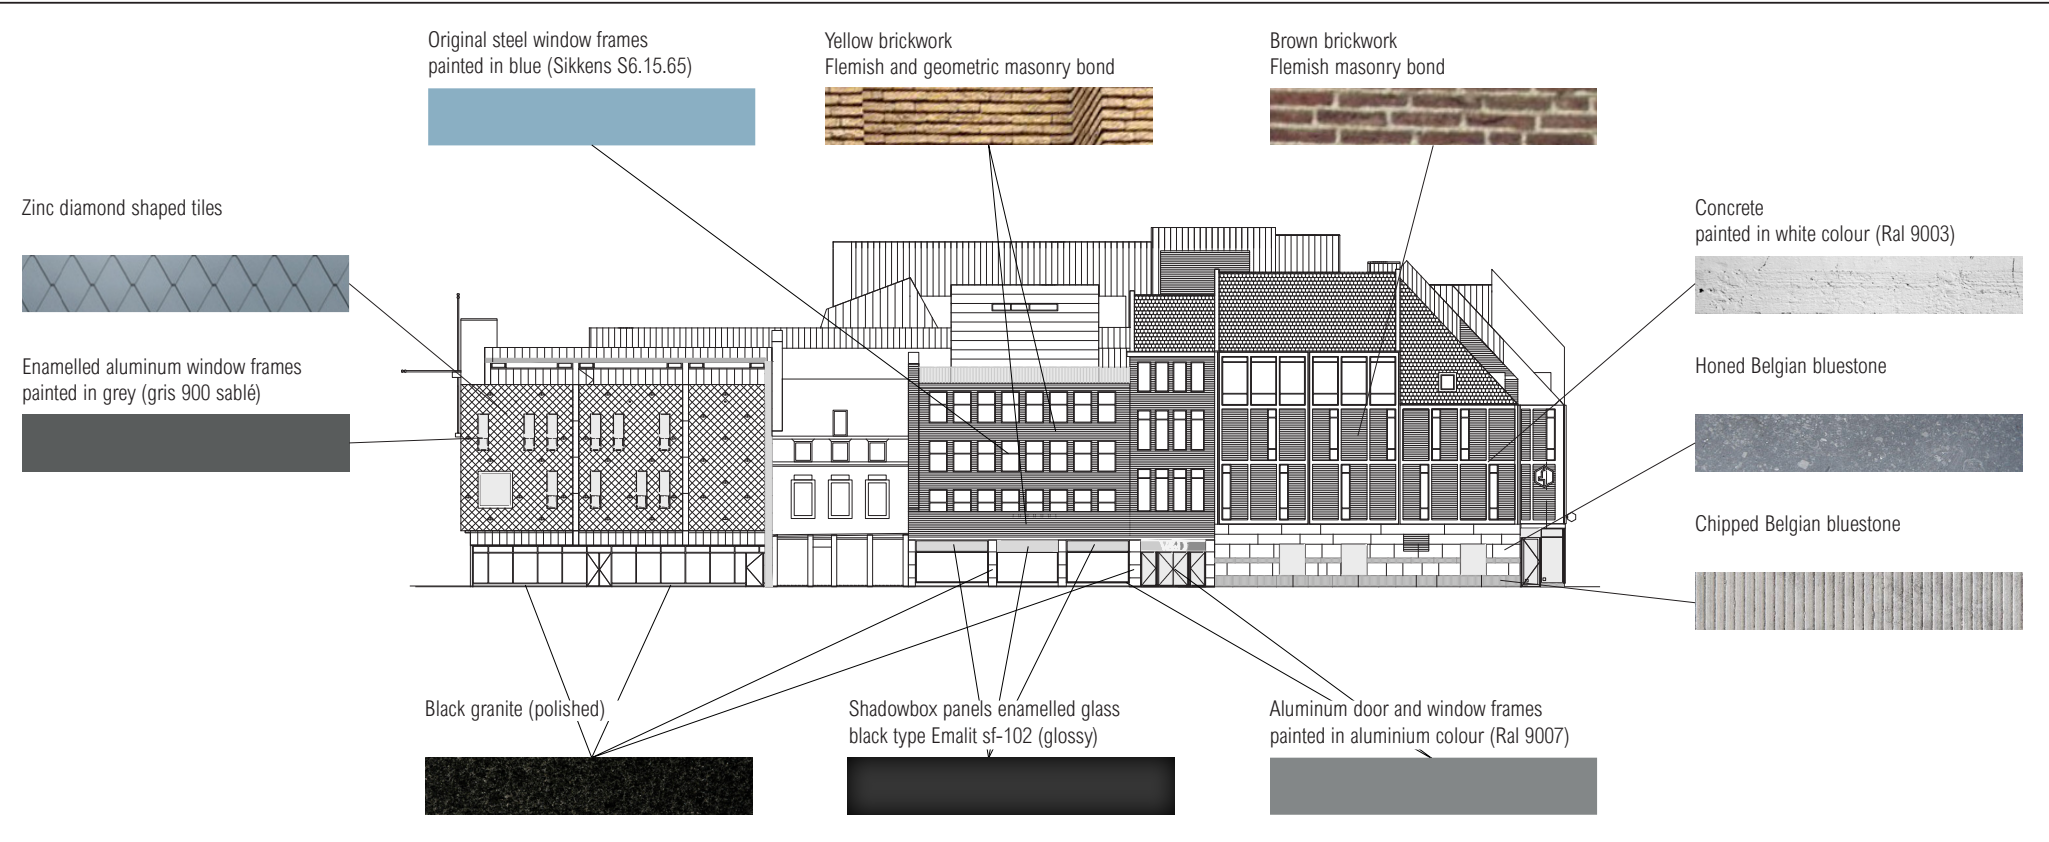 Original steel window frames
painted in blue (Sikkens S6.15.65)
Yellow brickwork
Flemish and geometric masonry bond
Brown brickwork
Flemish masonry bond
Zinc diamond shaped tiles
Concrete
painted in white colour (Ral 9003)
Enamelled aluminum window frames
painted in grey (gris 900 sablé)
Honed Belgian bluestone
Chipped Belgian bluestone
Black granite (polished)
Shadowbox panels enamelled glass
black type Emalit sf-102 (glossy)
Aluminum door and window frames
painted in aluminium colour (Ral 9007)